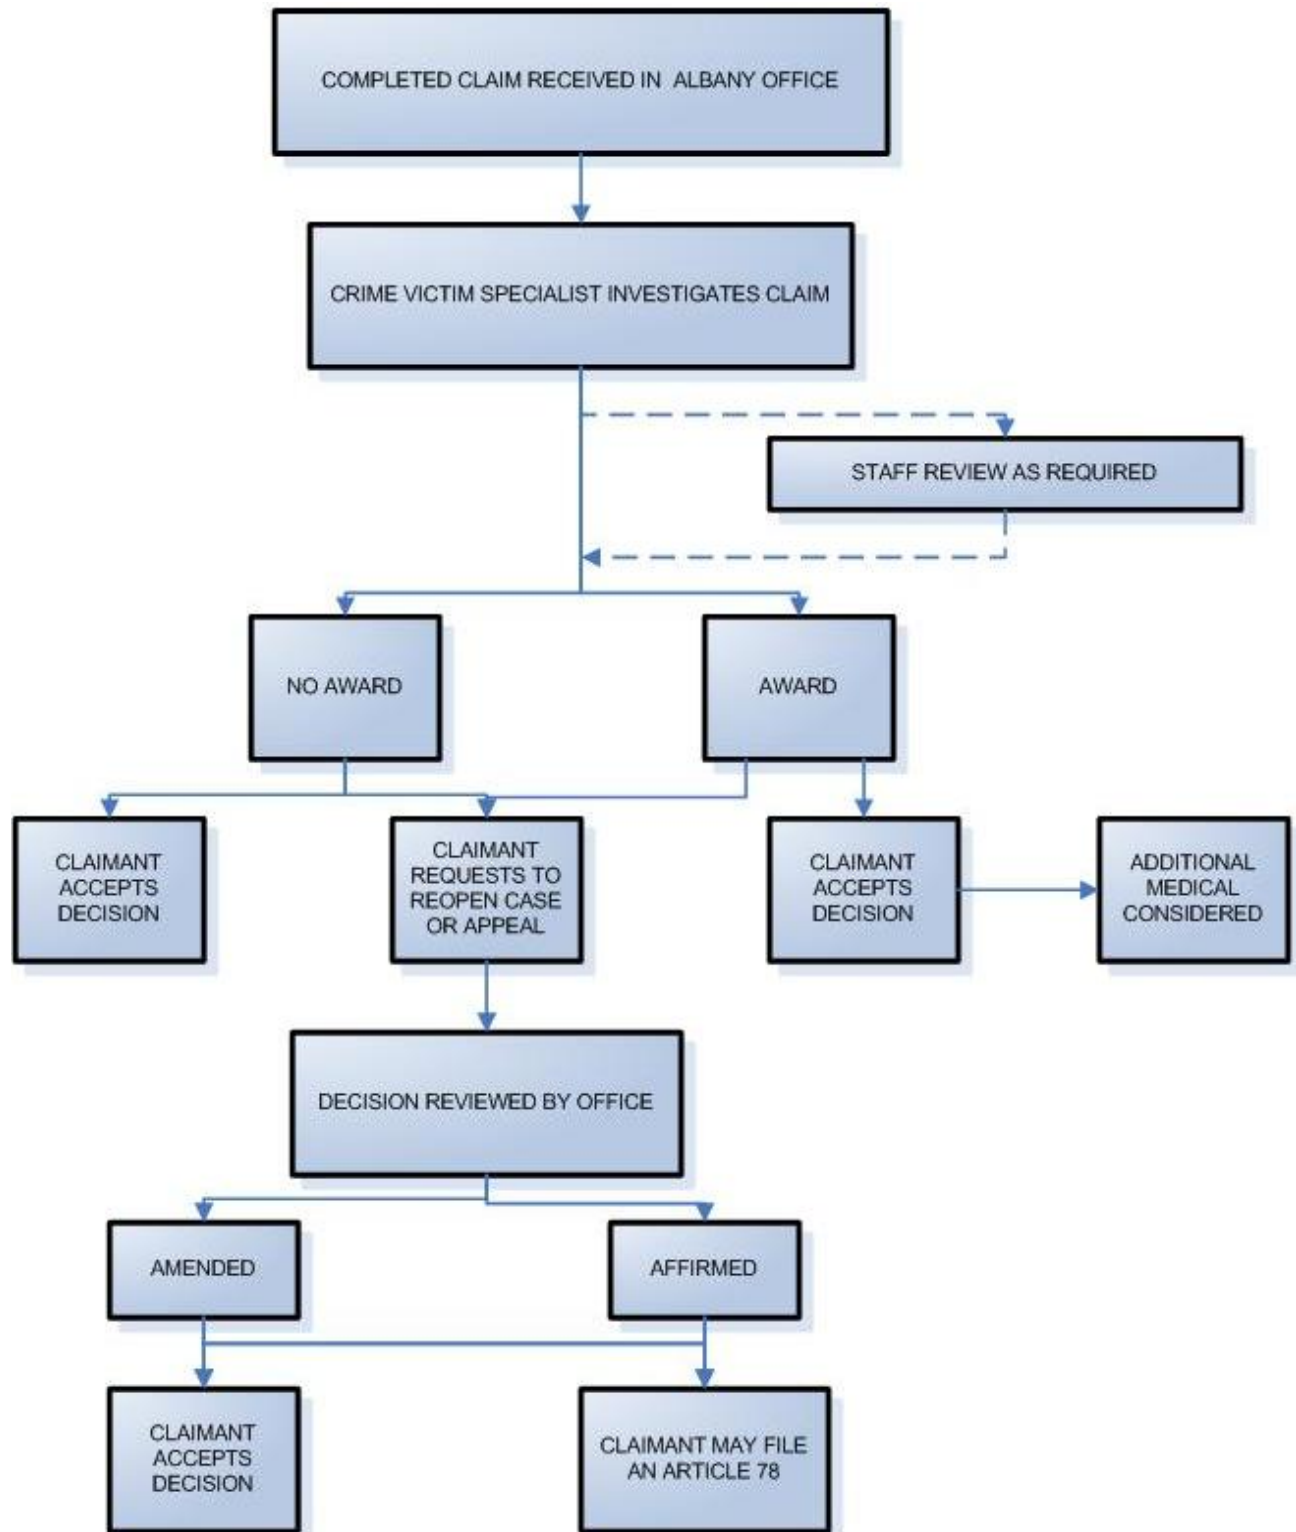 COMPLETED CLAIM RECEIVED IN ALBANY OFFICE
CRIME VICTIM SPECIALIST INVESTIGATES CLAIM
STAFF REVIEW AS REQUIRED
NO AWARD
AWARD
CLAIMANT
ACCEPTS
DECISION
CLAIMANT
REQUESTS TO
REOPEN CASE
OR APPEAL
CLAIMANT
ACCEPTS
DECISION
ADDITIONAL
MEDICAL
CONSIDERED
DECISION REVIEWED BY OFFICE
AMENDED
AFFIRMED
CLAIMANT
ACCEPTS
DECISION
CLAIMANT MAY FILE
AN ARTICLE 78